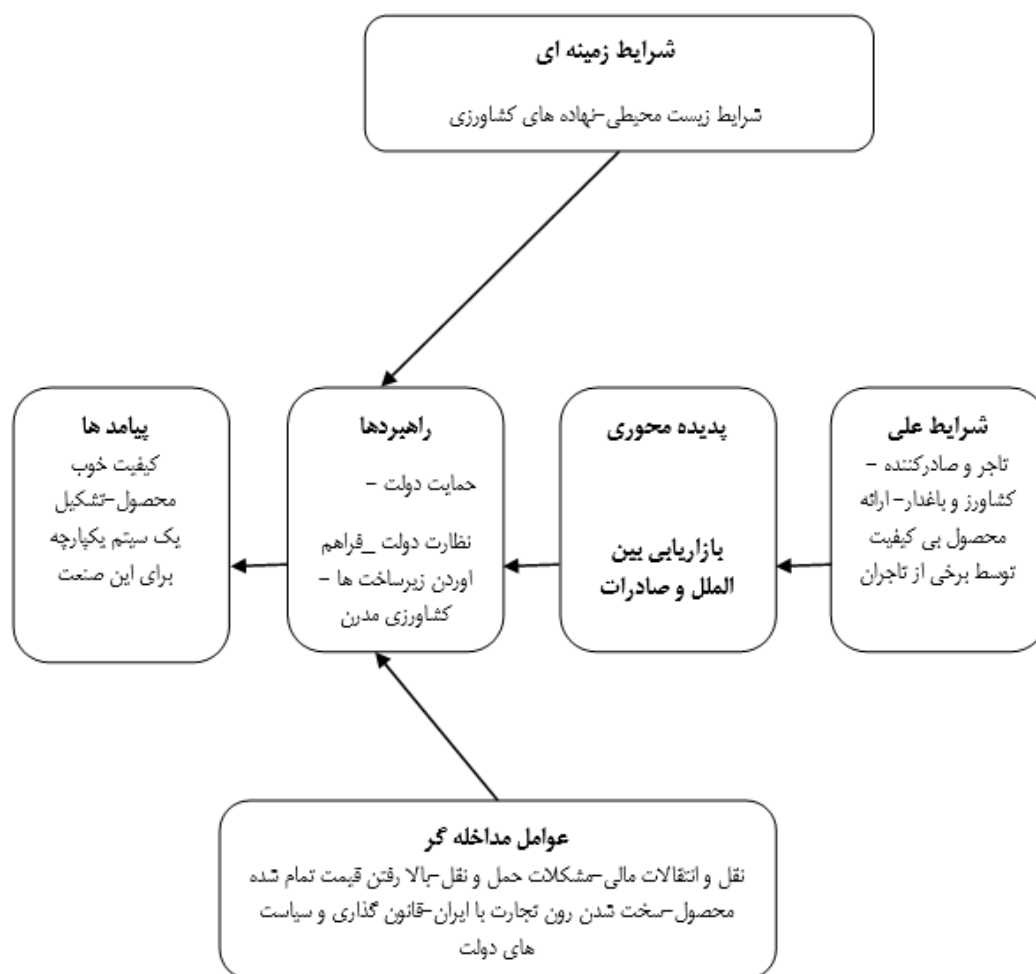 شرایط زمینه ای
شرایط زیست محیطی-نهاده های کشاورزی
شرایط علی
تاجر و صادرکننده –
کشاورز و باغدار- ارائه
محصول بی کیفیت
توسط برخی از تاجران
پدیده محوری
بازاریابی بین
الملل و صادرات
راهبردها
حمایت دولت –
نظارت دولت _فراهم
اوردن زیرساخت ها –
کشاورزی مدرن
پیامد ها
کیفیت خوب
محصول-تشکیل
یک سیتم یکپارچه
برای این صنعت
عوامل مداخله گر
نقل و انتقالات مالی-مشکلات حمل و نقل-بالا رفتن قیمت تمام شده
محصول-سخت شدن رون تجارت با ایران-قانون گذاری و سیاست
های دولت